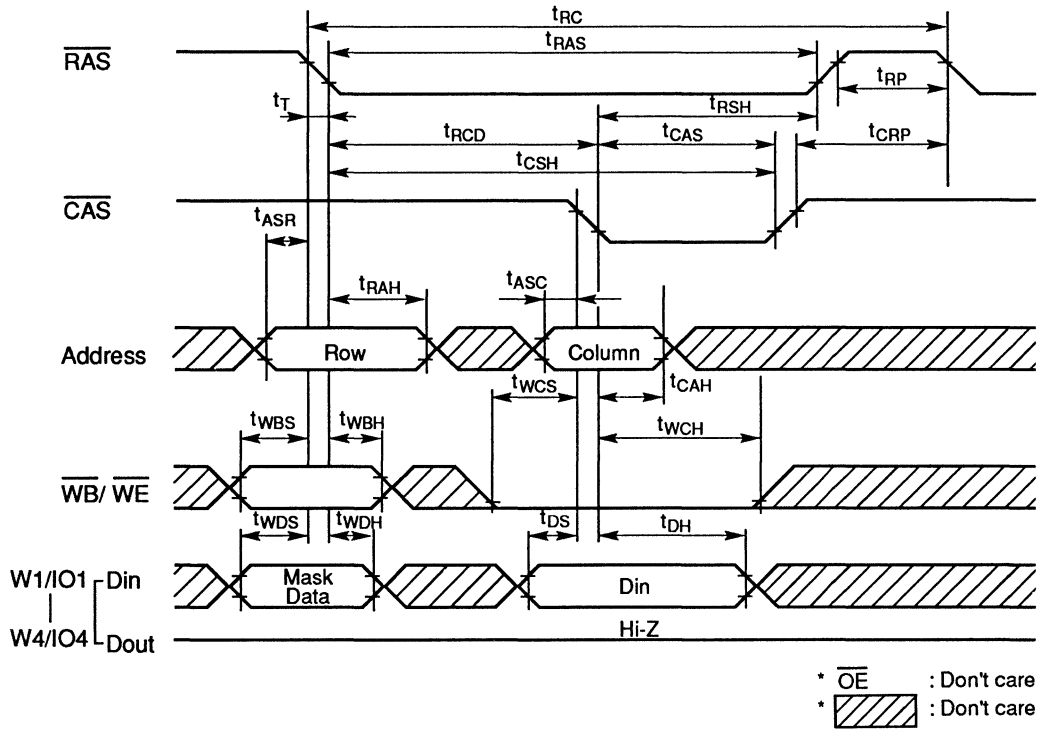 tRC
RAS
tRAS
tRP
tT
tRSH
tRCD
tCAS
tCRP
tCSH
CAS
tASR
tRAH
tASC
Address
Row
Column
tWCS
tCAH
tWBS
tWBH
tWCH
WB/ WE
tWDS
tWDH
tDS
tDH
W1/IO1
Din
Mask
Data
Din
W4/IO4
Dout
Hi-Z
* OE : Don't care
* : Don't care